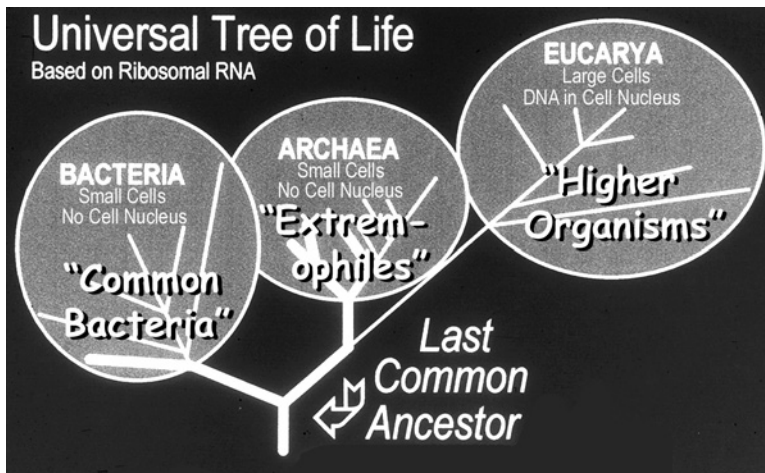 Universal Tree of Life
Based on Ribosomal RNA
BACTERIA
Small Cells
No Cell Nucleus
“Common
Bacteria”
ARCHAEA
Small Cells
No Cell Nucleus
“Extrem-
ophiles”
EUCARYA
Large Cells
DNA in Cell Nucleus
“Higher
Organisms”
Last
Common
Ancestor